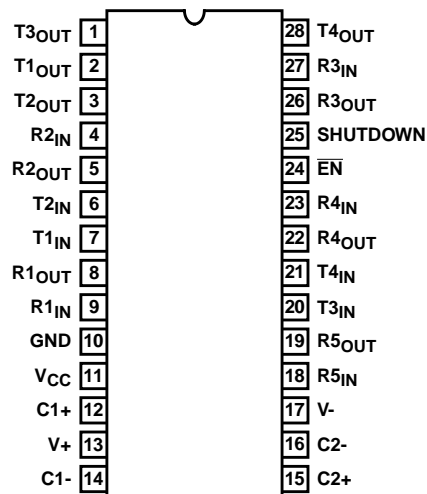 T3OUT 1 28 T4OUT
T1OUT 2 27 R3IN
T2OUT 3 26 R3OUT
R2IN 4 25 SHUTDOWN
R2OUT 5 24 E̅N̅
T2IN 6 23 R4IN
T1IN 7 22 R4OUT
R1OUT 8 21 T4IN
R1IN 9 20 T3IN
GND 10 19 R5OUT
VCC 11 18 R5IN
C1+ 12 17 V-
V+ 13 16 C2-
C1- 14 15 C2+